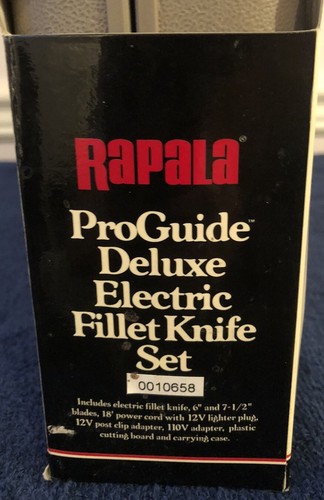 Rapala®
ProGuide™
Deluxe
Electric
Fillet Knife
Set
0010658
Includes electric fillet knife, 6" and 7-1/2"
blades, 18' power cord with 12V lighter plug,
12V post clip adapter, 110V adapter, plastic
cutting board and carrying case.